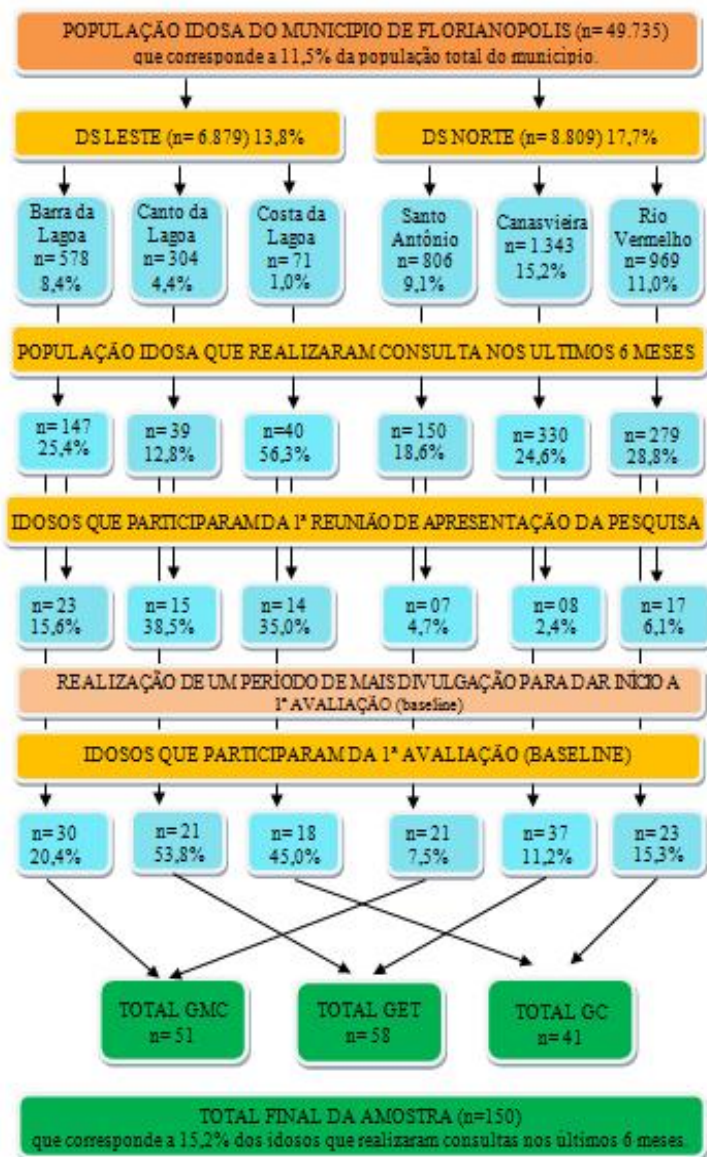 POPULAÇÃO IDOSA DO MUNICIPIO DE FLORIANOPOLIS (n= 49.735)
que corresponde a 11,5% da população total do município.
DS LESTE (n= 6.879) 13,8%
DS NORTE (n= 8.809) 17,7%
Barra da
Lagoa
n= 578
8,4%
Canto da
Lagoa
n= 304
4,4%
Costa da
Lagoa
n= 71
1,0%
Santo
Antônio
n= 806
9,1%
Canasvieira
n= 1.343
15,2%
Rio
Vermelho
n= 969
11,0%
POPULAÇÃO IDOSA QUE REALIZARAM CONSULTA NOS ULTIMOS 6 MESES
n= 147
25,4%
n= 39
12,8%
n=40
56,3%
n= 150
18,6%
n= 330
24,6%
n= 279
28,8%
IDOSOS QUE PARTICIPARAM DA 1ª REUNIÃO DE APRESENTAÇÃO DA PESQUISA
n= 23
15,6%
n= 15
38,5%
n= 14
35,0%
n= 07
4,7%
n= 08
2,4%
n= 17
6,1%
REALIZAÇÃO DE UM PERÍODO DE MAIS DIVULGAÇÃO PARA DAR INÍCIO A
1ª AVALIAÇÃO (baseline)
IDOSOS QUE PARTICIPARAM DA 1ª AVALIAÇÃO (BASELINE)
n= 30
20,4%
n= 21
53,8%
n= 18
45,0%
n= 21
7,5%
n= 37
11,2%
n= 23
15,3%
TOTAL GMC
n= 51
TOTAL GET
n= 58
TOTAL GC
n= 41
TOTAL FINAL DA AMOSTRA (n=150)
que corresponde a 15,2% dos idosos que realizaram consultas nos últimos 6 meses.